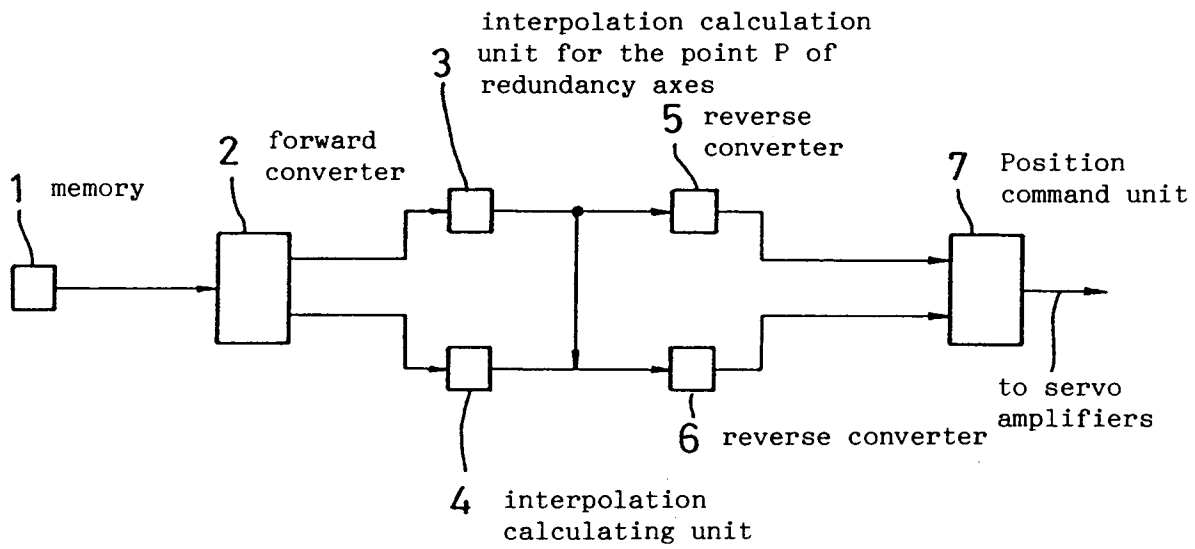 interpolation calculation
unit for the point P of
redundancy axes
3
5 reverse
converter
2 forward
converter
7 Position
command unit
1 memory
to servo
amplifiers
6 reverse converter
4 interpolation
calculating unit